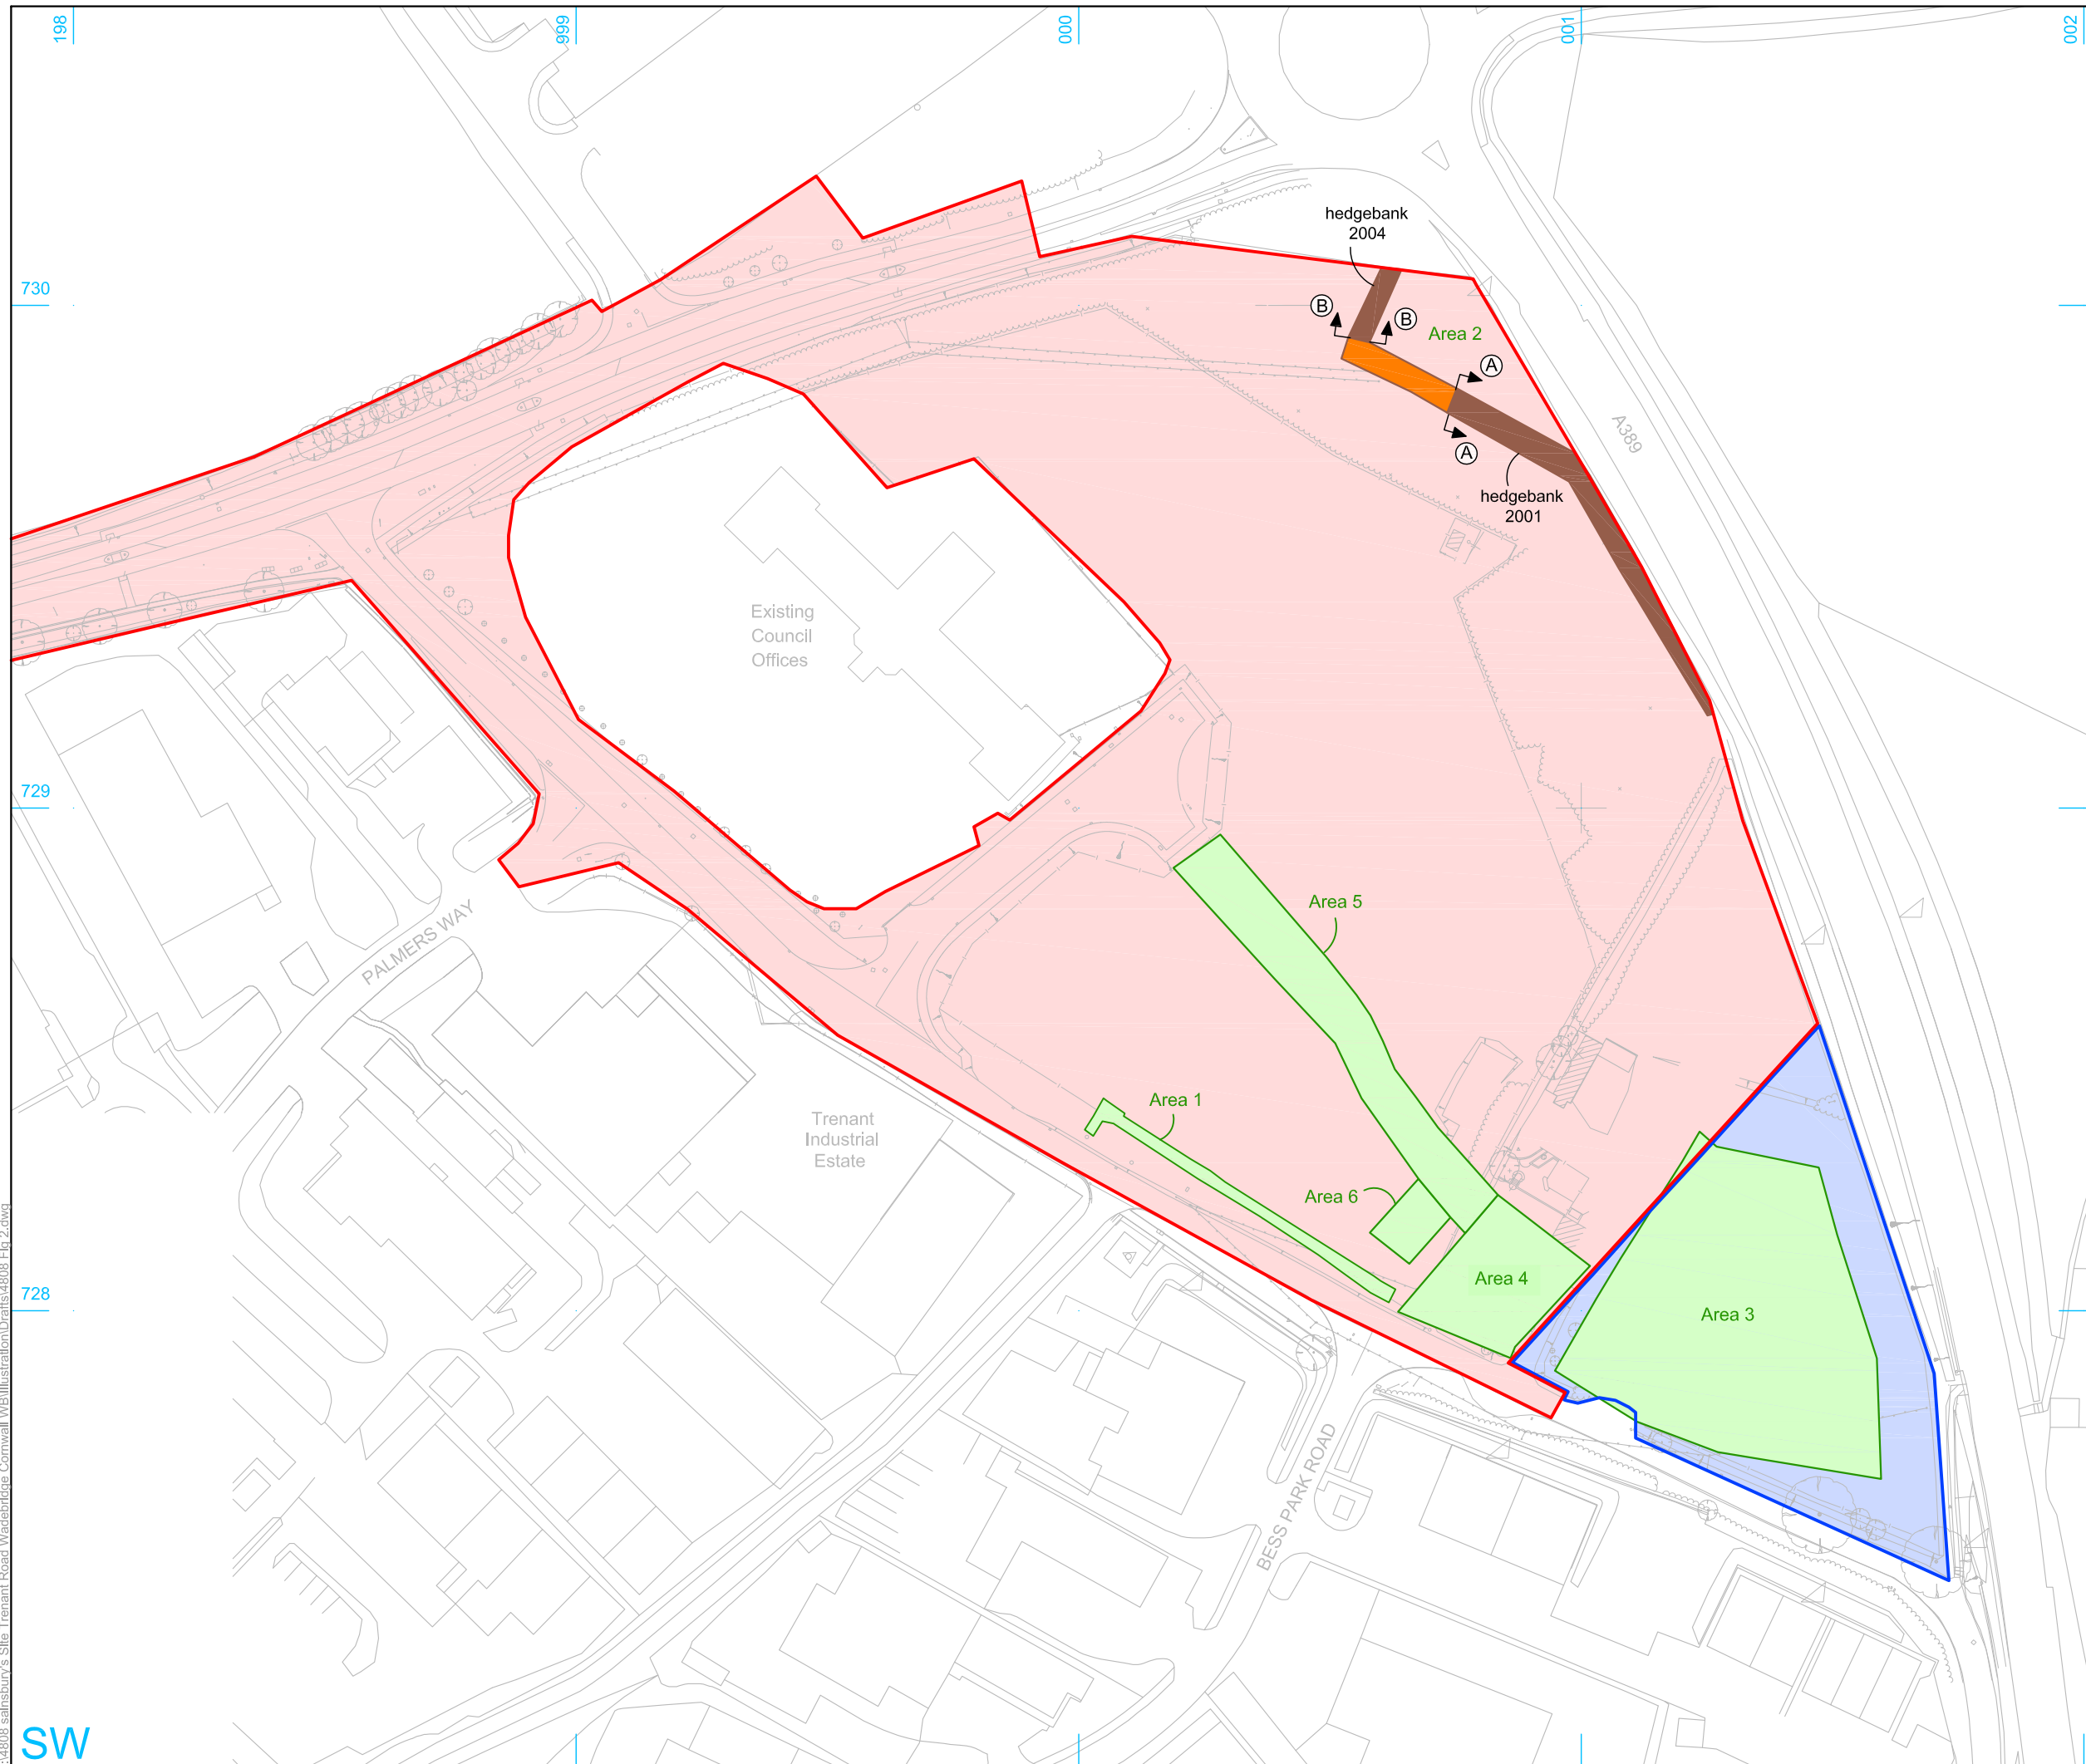 198
999
000
001
002
hedgebank
2004
730
B
B
Area 2
A
A389
A
hedgebank
2001
Existing
Council
Offices
729
Area 5
PALMERS WAY
Area 1
Trenant
Industrial
Estate
Area 6
Area 4
728
Area 3
BESS PARK ROAD
:\4808 sainsbury's Site Trenant Road Wadebridge Cornwall WB\Illustration\Drafts\4808 Fig 2.dwg
SW